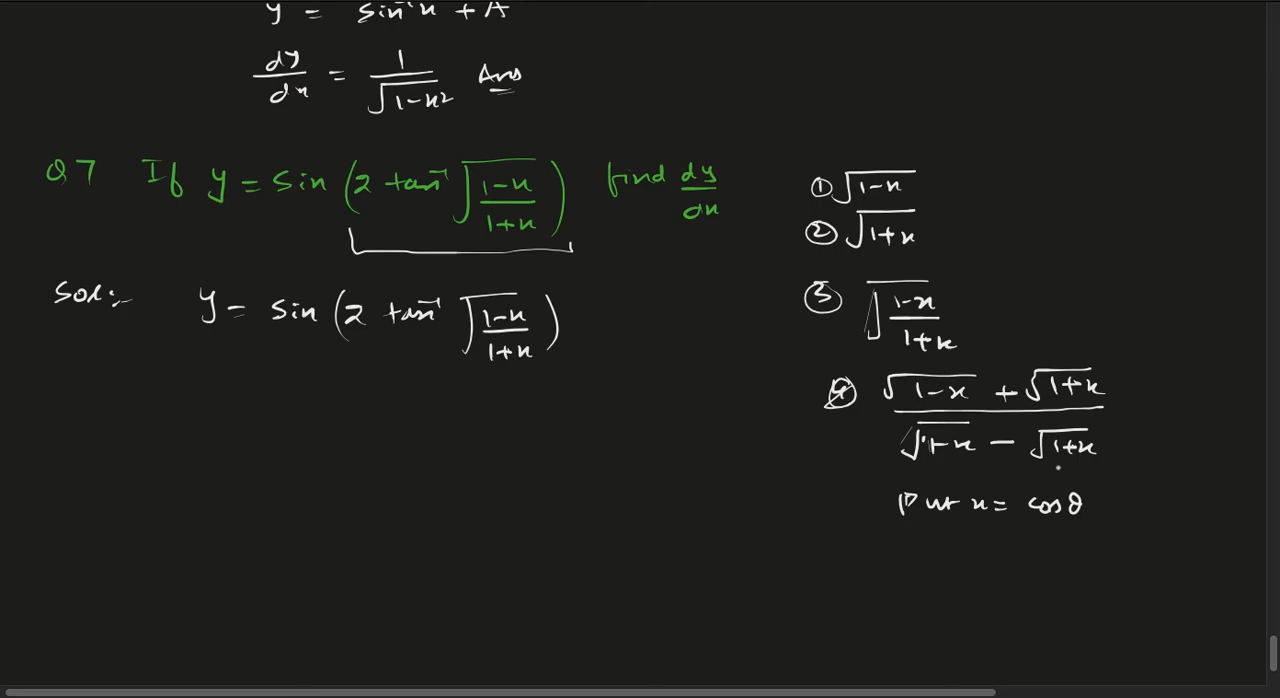 y = sin⁻¹x + A
dy/dx = 1/√(1-x²) Ans
Q7 If y = sin (2 tan⁻¹ √((1-x)/(1+x))) find dy/dx
Sol:- y = sin (2 tan⁻¹ √((1-x)/(1+x)))
① √(1-x)
② √(1+x)
③ √((1-x)/(1+x))
④ (√(1-x) + √(1+x))/(√(1-x) - √(1+x))
Put x = cosθ